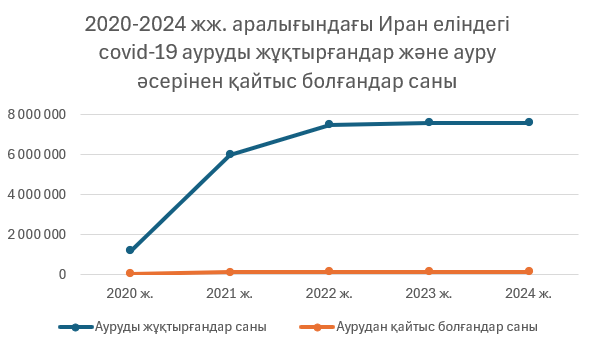 2020-2024 жж. аралығындағы Иран еліндегі
covid-19 ауруды жұқтырғандар және ауру
әсерінен қайтыс болғандар саны
8 000 000
6 000 000
4 000 000
2 000 000
0
2020 ж.
2021 ж.
2022 ж.
2023 ж.
2024 ж.
Ауруды жұқтырғандар саны
Аурудан қайтыс болғандар саны